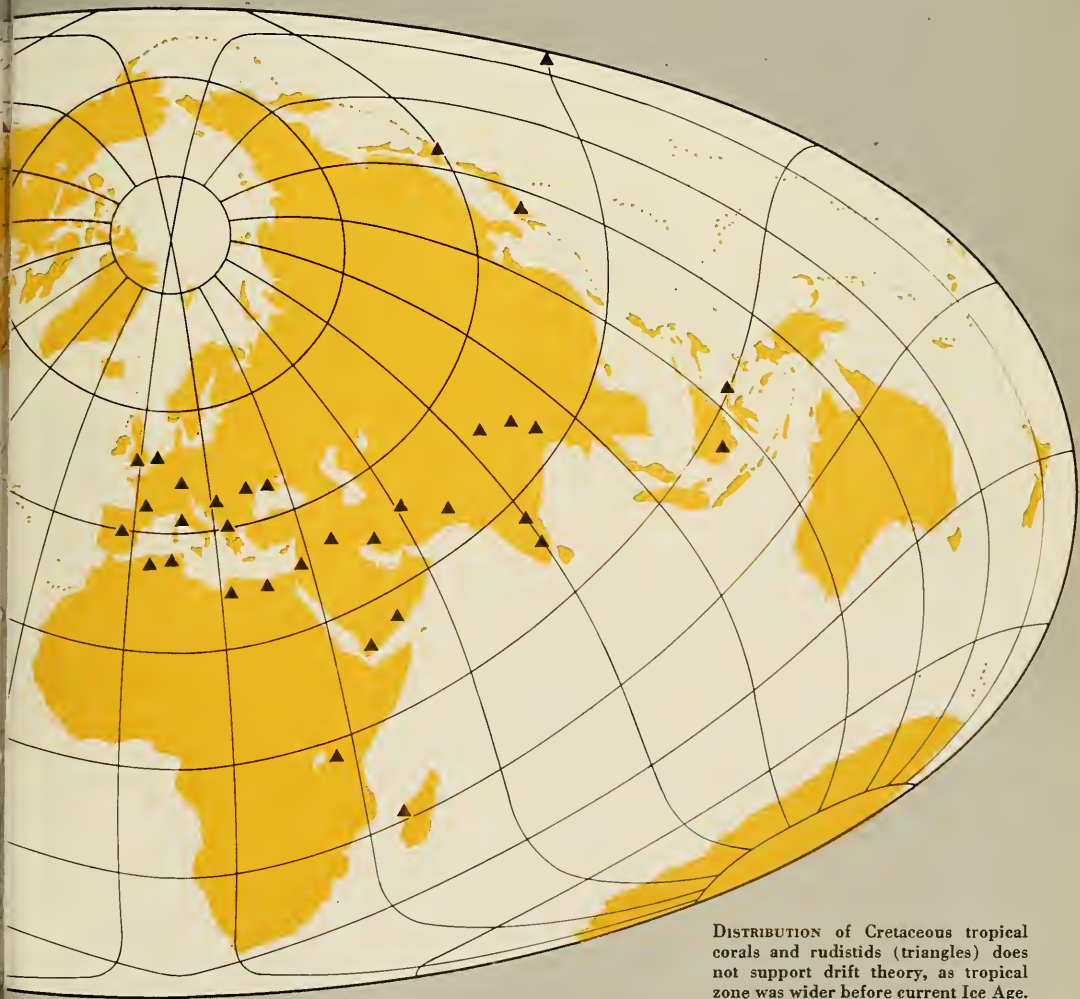 DISTRIBUTION of Cretaceous tropical
corals and rudistids (triangles) does
not support drift theory, as tropical
zone was wider before current Ice Age.